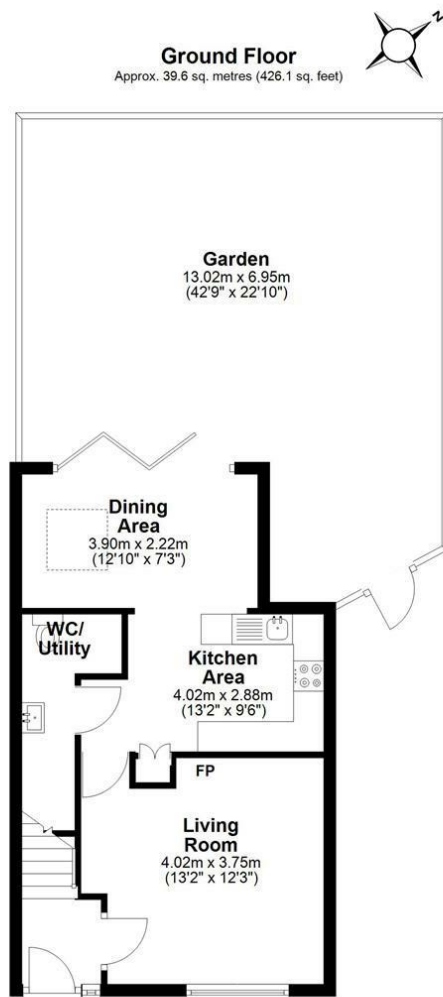 N
Ground Floor
Approx. 39.6 sq. metres (426.1 sq. feet)
Garden
13.02m x 6.95m
(42'9" x 22'10")
Dining
Area
3.90m x 2.22m
(12'10" x 7'3")
WC/
Utility
Kitchen
Area
4.02m x 2.88m
(13'2" x 9'6")
FP
Living
Room
4.02m x 3.75m
(13'2" x 12'3")